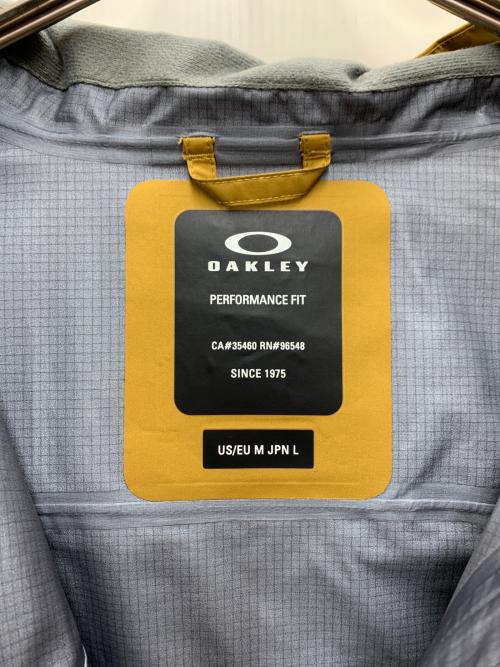 OAKLEY
PERFORMANCE FIT
CA#35460 RN#96548
SINCE 1975
US/EU M JPN L